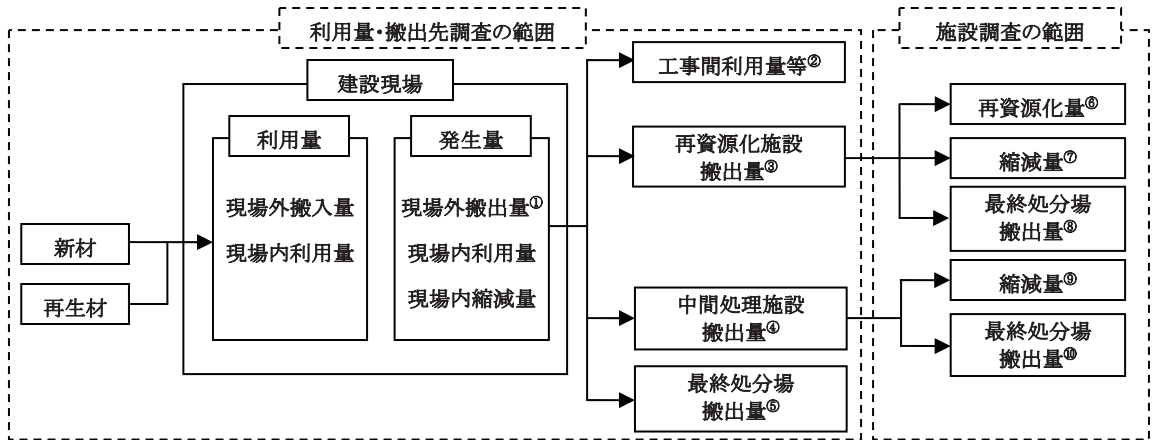 利用量・搬出先調査の範囲
施設調査の範囲
建設現場
利用量
現場外搬入量
現場内利用量
発生量
現場外搬出量①
現場内利用量
現場内縮減量
新材
再生材
工事間利用量等②
再資源化施設
搬出量③
中間処理施設
搬出量④
最終処分場
搬出量⑤
再資源化量⑥
縮減量⑦
最終処分場
搬出量⑧
縮減量⑨
最終処分場
搬出量⑩